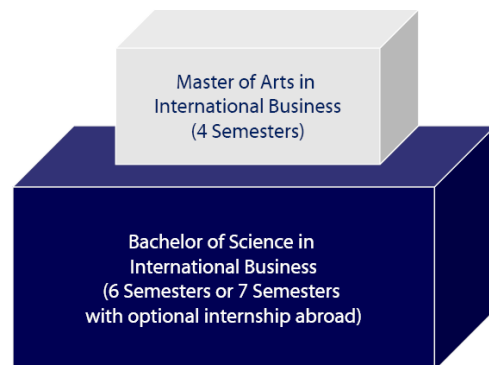 Master of Arts in
International Business
(4 Semesters)
Bachelor of Science in
International Business
(6 Semesters or 7 Semesters
with optional internship abroad)